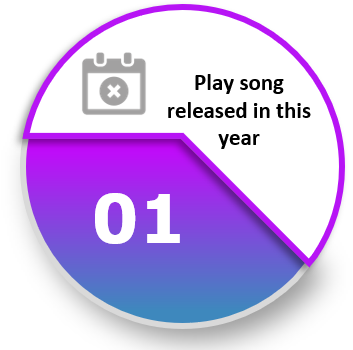 Play song
released in this
year
01